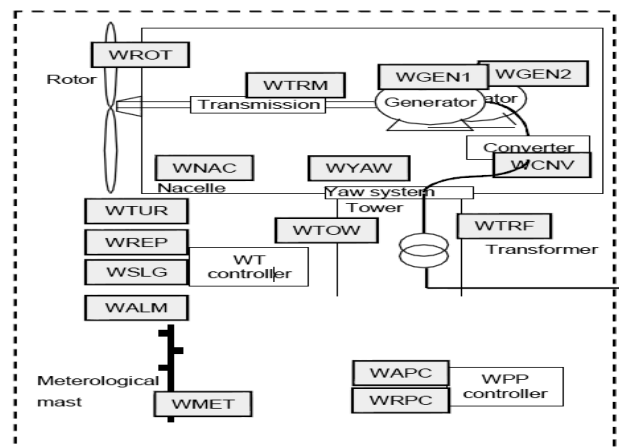 WROT
Rotor
WTRM
WGEN1
WGEN2
Transmission
Generator
ator
Converter
WCNV
WNAC
Nacelle
WYAW
Yaw system
Tower
WTUR
WTOW
WTRF
Transformer
WREP
WSLG
WT
controller
WALM
Meterological
mast
WMET
WAPC
WRPC
WPP
controller